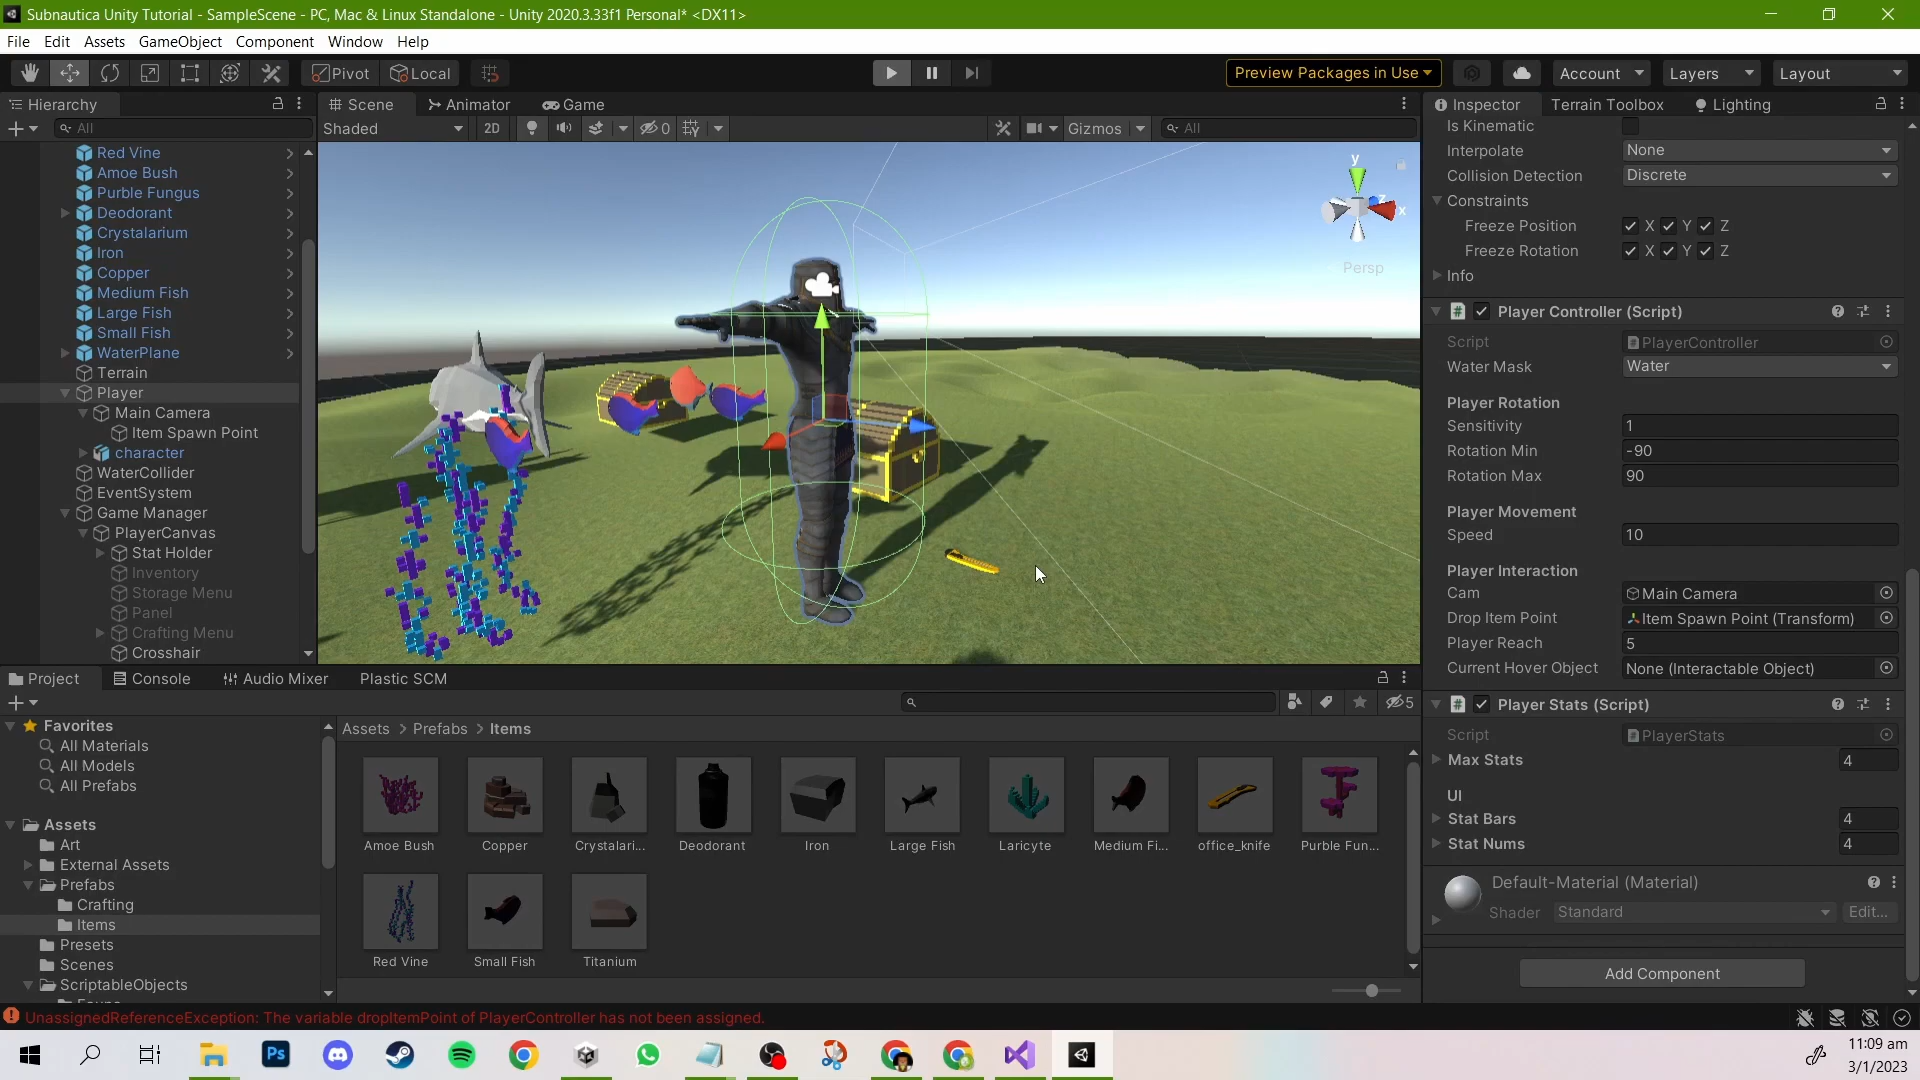 Subnautica Unity Tutorial - SampleScene - PC, Mac & Linux Standalone - Unity 2020.3.33f1 Personal* <DX11>
File Edit Assets GameObject Component Window Help
Pivot Local Preview Packages in Use Account Layers Layout
Hierarchy
All
Red Vine
Amoe Bush
Purble Fungus
Deodorant
Crystalarium
Iron
Copper
Medium Fish
Large Fish
Small Fish
WaterPlane
Terrain
Player
Main Camera
Item Spawn Point
character
WaterCollider
EventSystem
Game Manager
PlayerCanvas
Stat Holder
Inventory
Storage Menu
Panel
Crafting Menu
Crosshair
Scene Animator Game
Shaded 2D 0 Gizmos All
y
z
x
Persp
Inspector Terrain Toolbox Lighting
Is Kinematic
Interpolate None
Collision Detection Discrete
Constraints
Freeze Position X Y Z
Freeze Rotation X Y Z
Info
# Player Controller (Script)
Script # PlayerController
Water Mask Water
Player Rotation
Sensitivity 1
Rotation Min -90
Rotation Max 90
Player Movement
Speed 10
Player Interaction
Cam Main Camera
Drop Item Point Item Spawn Point (Transform)
Player Reach 5
Current Hover Object None (Interactable Object)
# Player Stats (Script)
Script # PlayerStats
Max Stats 4
UI
Stat Bars 4
Stat Nums 4
Default-Material (Material)
Shader Standard Edit...
Add Component
Project Console Audio Mixer Plastic SCM
5
Favorites
All Materials
All Models
All Prefabs
Assets
Art
External Assets
Prefabs
Crafting
Items
Presets
Scenes
ScriptableObjects
Assets > Prefabs > Items
Amoe Bush Copper Crystalari... Deodorant Iron Large Fish Laricyte Medium Fi... office_knife Purble Fun...
Red Vine Small Fish Titanium
UnassignedReferenceException: The variable dropItemPoint of PlayerController has not been assigned.
Ps
11:09 am
3/1/2023